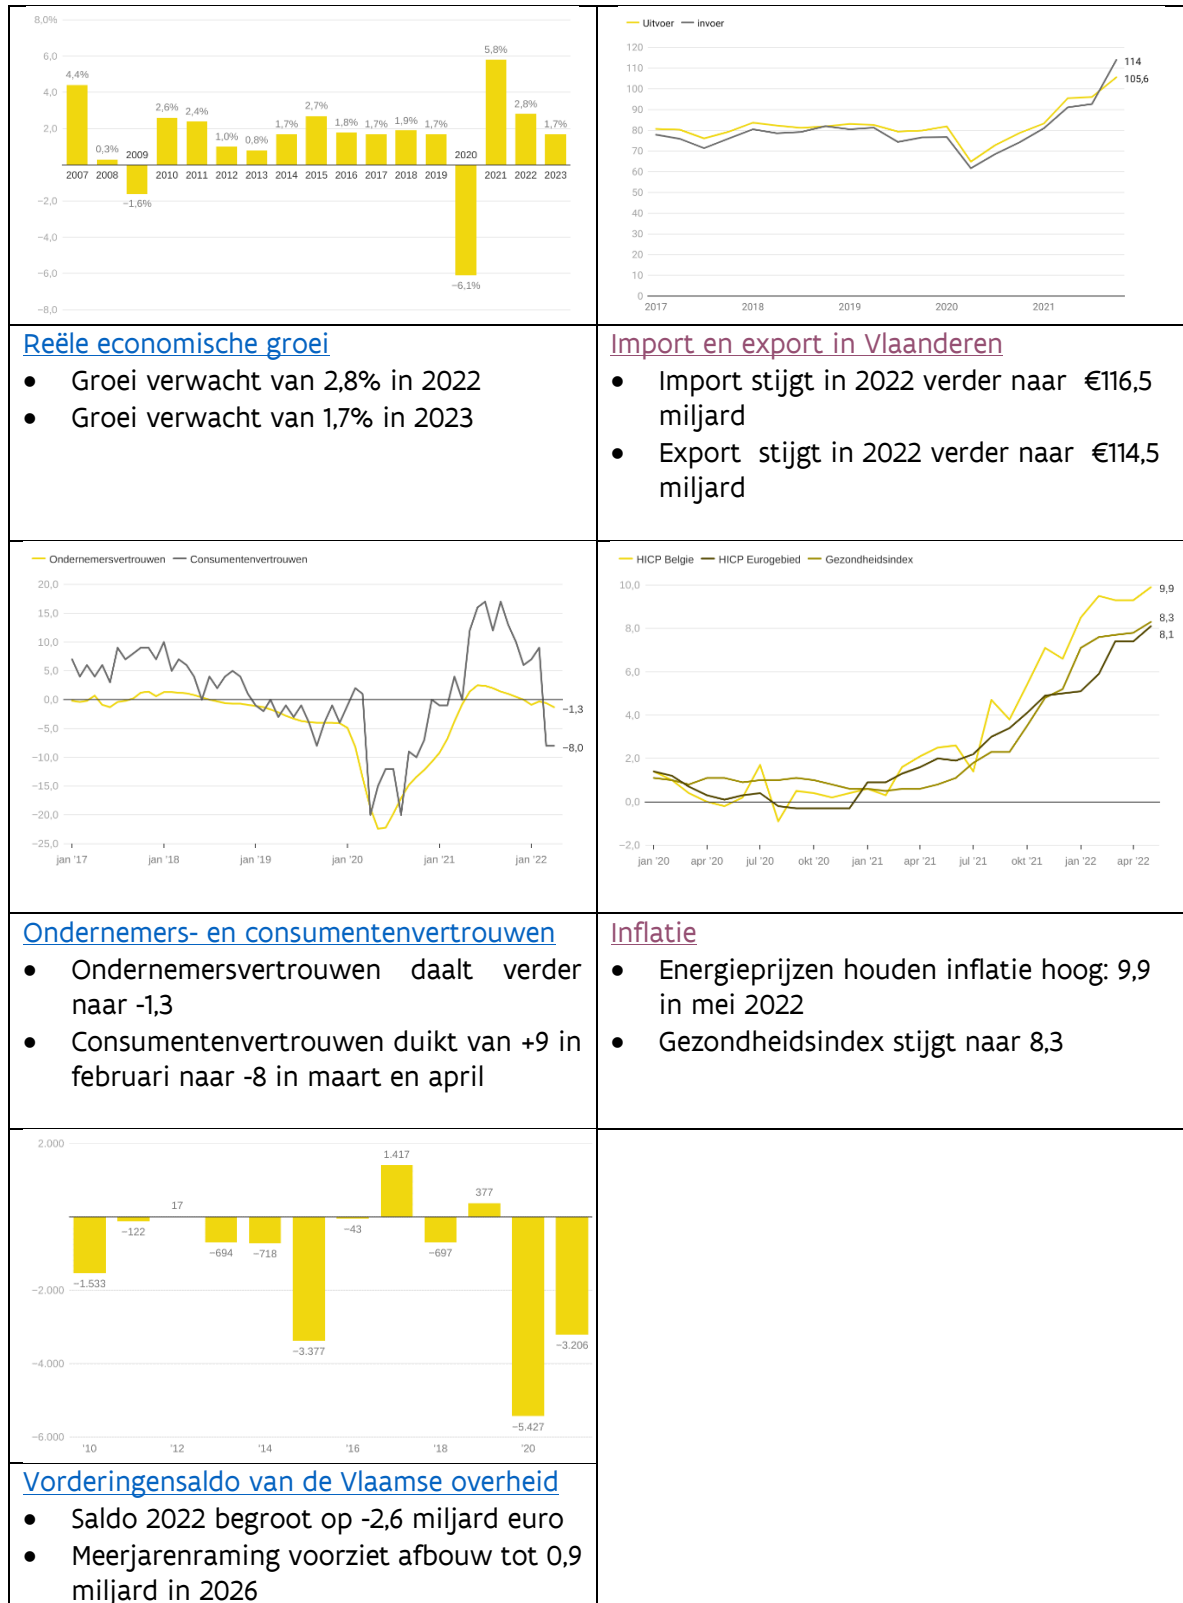 8,0%
6,0
4,0
2,0
−2,0
−4,0
−6,0
−8,0
4,4%
0,3%
2009
−1,6%
2,6%
2,4%
1,0%
0,8%
1,7%
2,7%
1,8%
1,7%
1,9%
1,7%
2020
−6,1%
5,8%
2,8%
1,7%
2007 2008 2010 2011 2012 2013 2014 2015 2016 2017 2018 2019 2021 2022 2023
Uitvoer invoer
120
110
100
90
80
70
60
50
40
30
20
10
0
114
105,6
2017 2018 2019 2020 2021
Reële economische groei
• Groei verwacht van 2,8% in 2022
• Groei verwacht van 1,7% in 2023
Import en export in Vlaanderen
• Import stijgt in 2022 verder naar €116,5
miljard
• Export stijgt in 2022 verder naar €114,5
miljard
Ondernemersvertrouwen Consumentenvertrouwen
20,0
15,0
10,0
5,0
0,0
−5,0
−10,0
−15,0
−20,0
−25,0
−1,3
−8,0
jan '17 jan '18 jan '19 jan '20 jan '21 jan '22
HICP Belgie HICP Eurogebied Gezondheidsindex
10,0
8,0
6,0
4,0
2,0
0,0
−2,0
9,9
8,3
8,1
jan '20 apr '20 jul '20 okt '20 jan '21 apr '21 jul '21 okt '21 jan '22 apr '22
Ondernemers- en consumentenvertrouwen
• Ondernemersvertrouwen daalt verder
naar -1,3
• Consumentenvertrouwen duikt van +9 in
februari naar -8 in maart en april
Inflatie
• Energieprijzen houden inflatie hoog: 9,9
in mei 2022
• Gezondheidsindex stijgt naar 8,3
2.000
−2.000
−4.000
−6.000
−1.533
−122
17
−694
−718
−3.377
−43
1.417
−697
377
−5.427
−3.206
'10 '12 '14 '16 '18 '20
Vorderingensaldo van de Vlaamse overheid
• Saldo 2022 begroot op -2,6 miljard euro
• Meerjarenraming voorziet afbouw tot 0,9
miljard in 2026